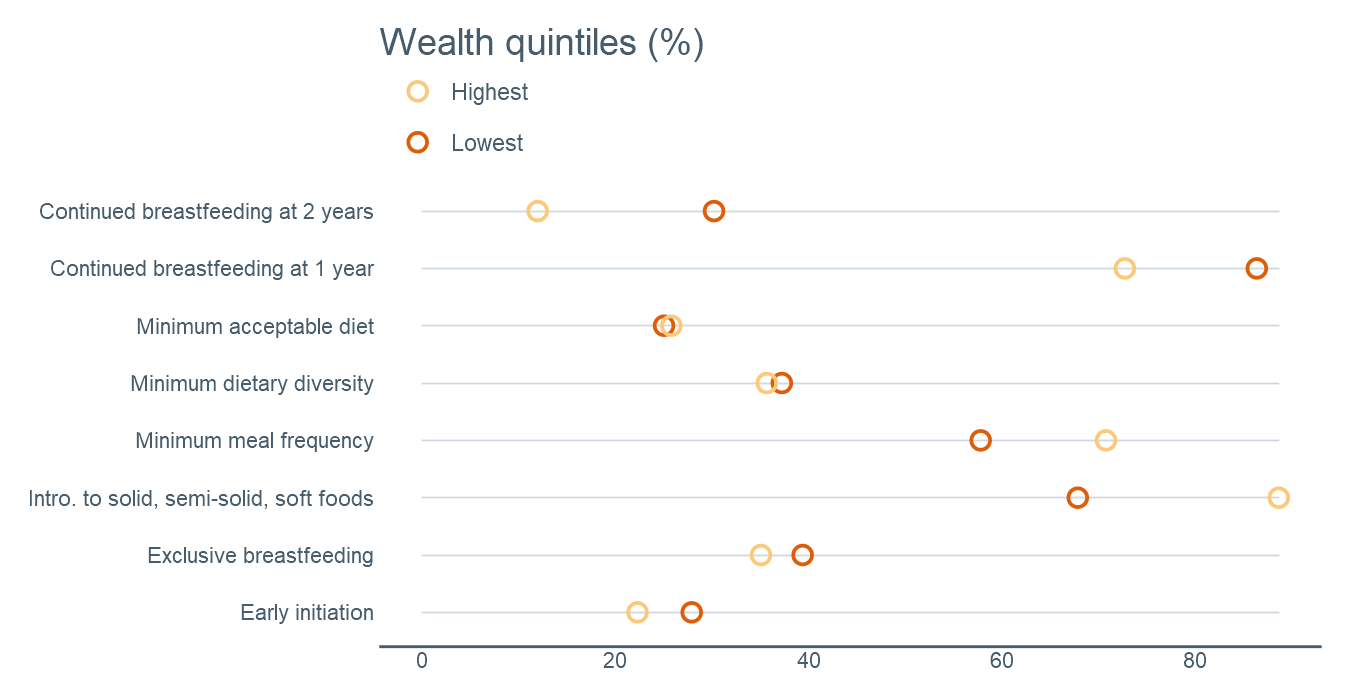 Wealth quintiles (%)
Highest
Lowest
Continued breastfeeding at 2 years
Continued breastfeeding at 1 year
Minimum acceptable diet
Minimum dietary diversity
Minimum meal frequency
Intro. to solid, semi-solid, soft foods
Exclusive breastfeeding
Early initiation
0 20 40 60 80